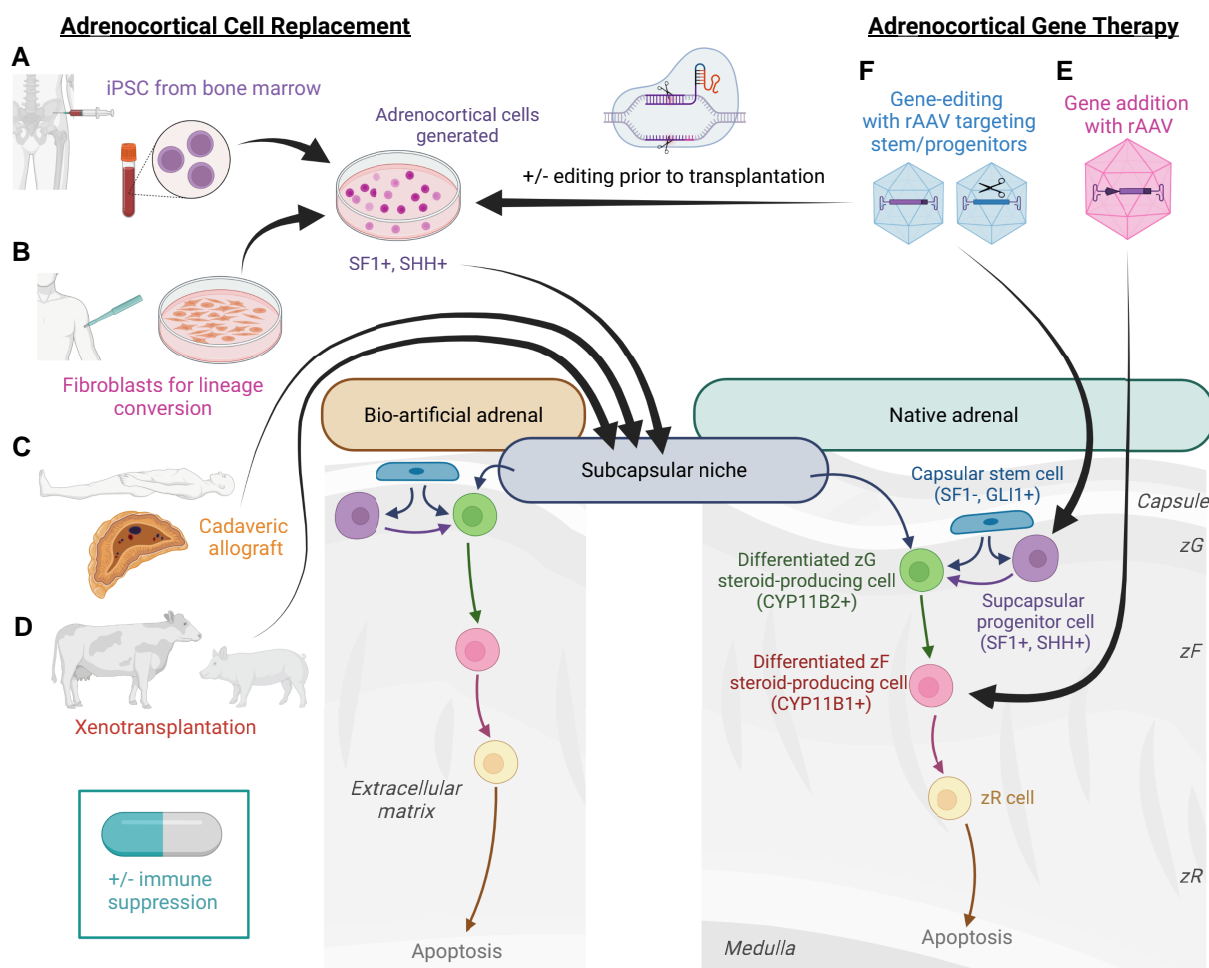 Adrenocortical Cell Replacement
Adrenocortical Gene Therapy
A
iPSC from bone marrow
Adrenocortical cells
generated
SF1+, SHH+
+/- editing prior to transplantation
F
Gene-editing
with rAAV targeting
stem/progenitors
E
Gene addition
with rAAV
B
Fibroblasts for lineage
conversion
C
Cadaveric
allograft
D
Xenotransplantation
+/- immune
suppression
Bio-artificial adrenal
Native adrenal
Subcapsular niche
Extracellular
matrix
Apoptosis
Capsular stem cell
(SF1-, GLI1+)
Capsule
zG
Differentiated zG
steroid-producing cell
(CYP11B2+)
Supcapsular
progenitor cell
(SF1+, SHH+)
zF
Differentiated zF
steroid-producing cell
(CYP11B1+)
zR cell
zR
Apoptosis
Medulla